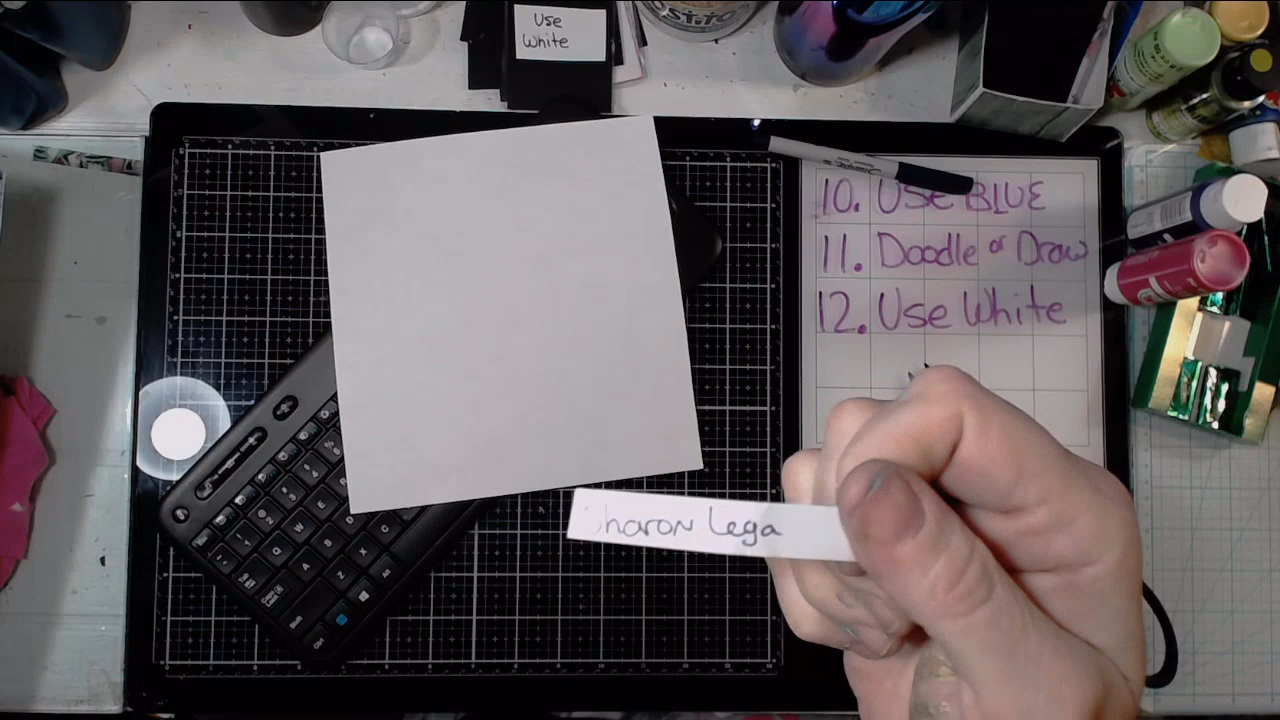 Use
White
10. Use BLUE
11. Doodle or Draw
12. Use White
haron Lega